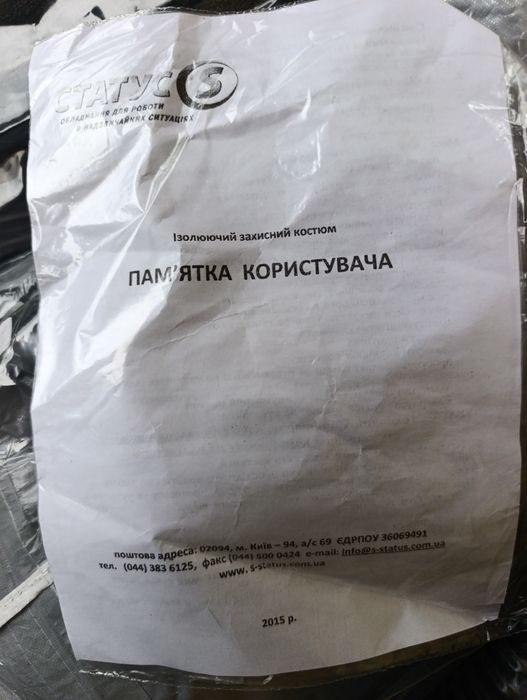 СТАТУС S
ОБЛАДНАННЯ ДЛЯ РОБОТИ
В НАДЗВИЧАЙНИХ СИТУАЦІЯХ
Ізолюючий захисний костюм
ПАМ'ЯТКА КОРИСТУВАЧА
поштова адреса: 02094, м. Київ – 94, а/с 69 ЄДРПОУ 36069491
тел. (044) 383 6125, факс (044) 500 0424 e-mail: info@s-status.com.ua
www. s-status.com.ua
2015 р.